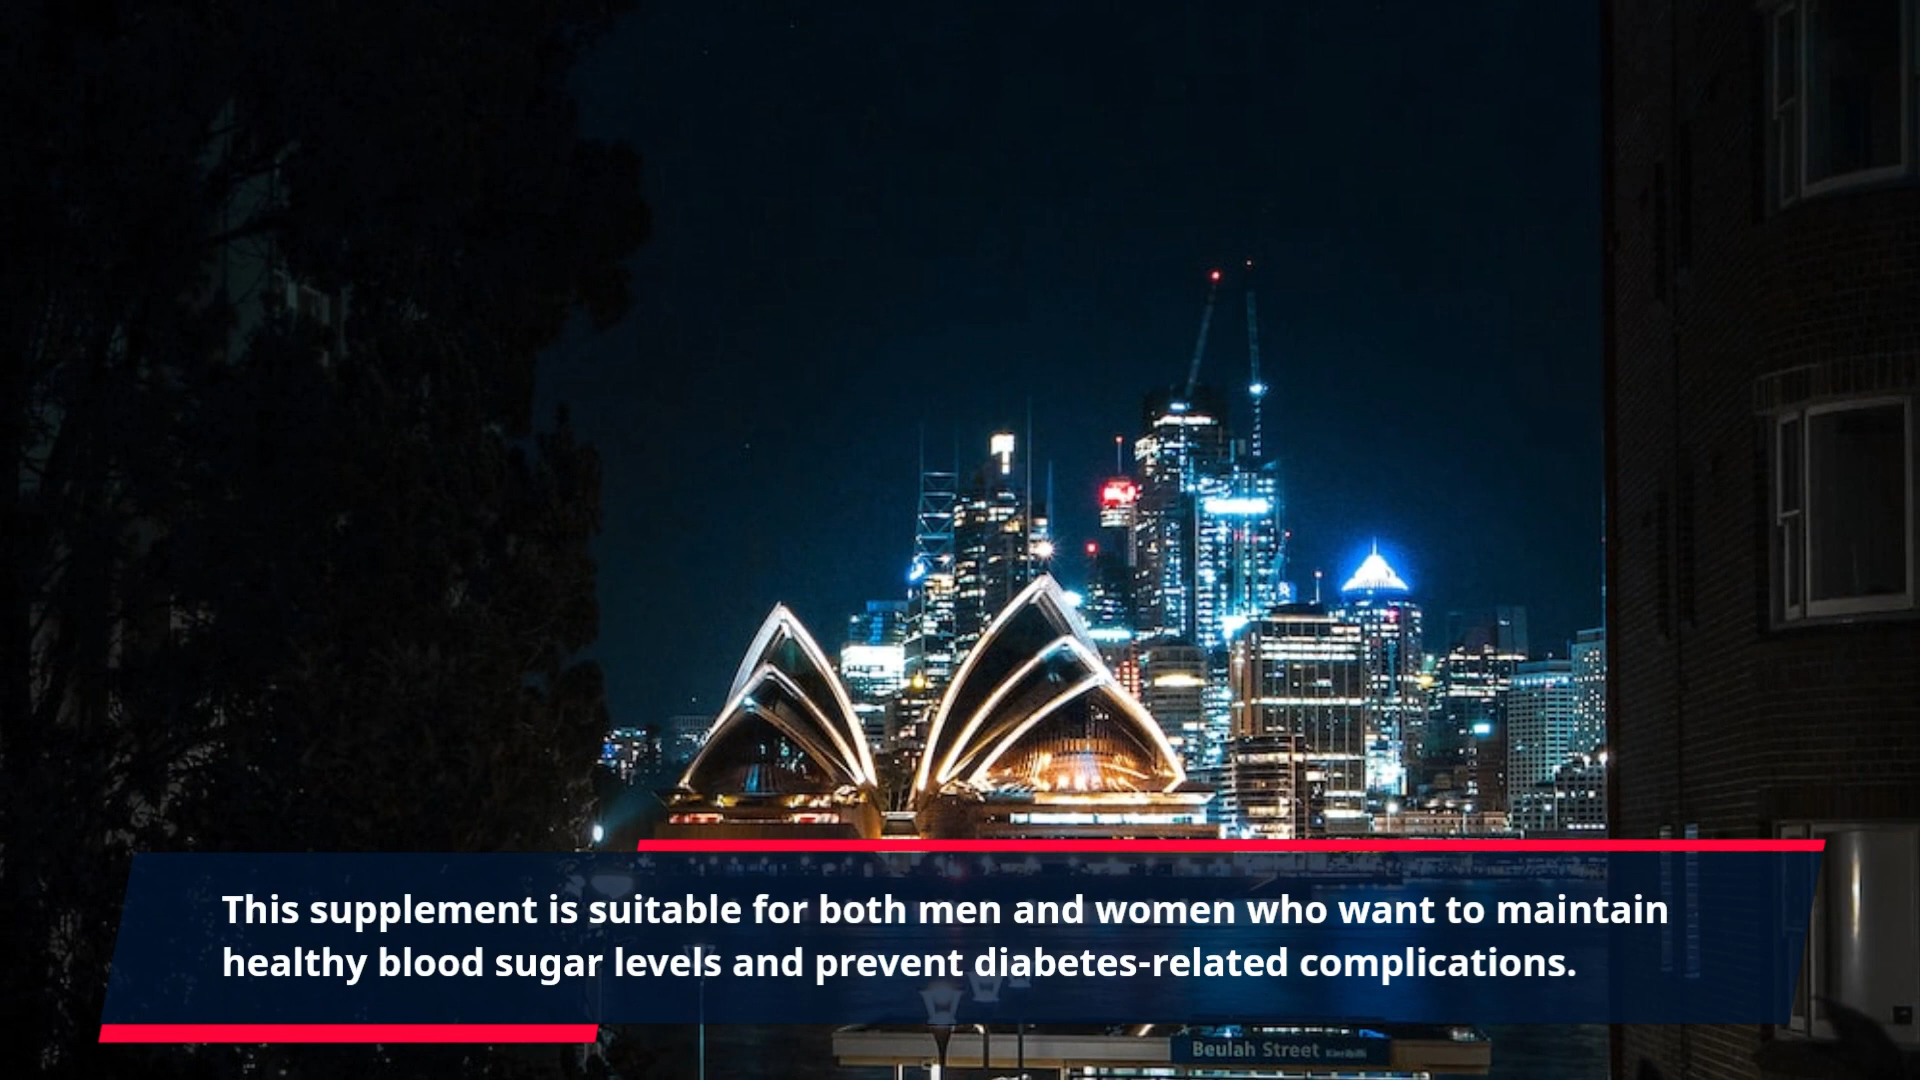 This supplement is suitable for both men and women who want to maintain
healthy blood sugar levels and prevent diabetes-related complications.
Beulah Street Kirribilli